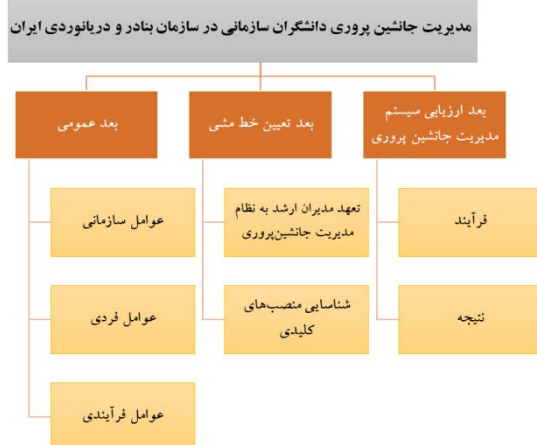 مدیریت جانشین پروری دانشگران سازمانی در سازمان بنادر و دریانوردی ایران
بعد ارزیابی سیستم
مدیریت جانشین پروری
بعد تعیین خط مشی
بعد عمومی
فرآیند
تعهد مدیران ارشد به نظام
مدیریت جانشین‌پروری
عوامل سازمانی
نتیجه
شناسایی منصب‌های
کلیدی
عوامل فردی
عوامل فرآیندی